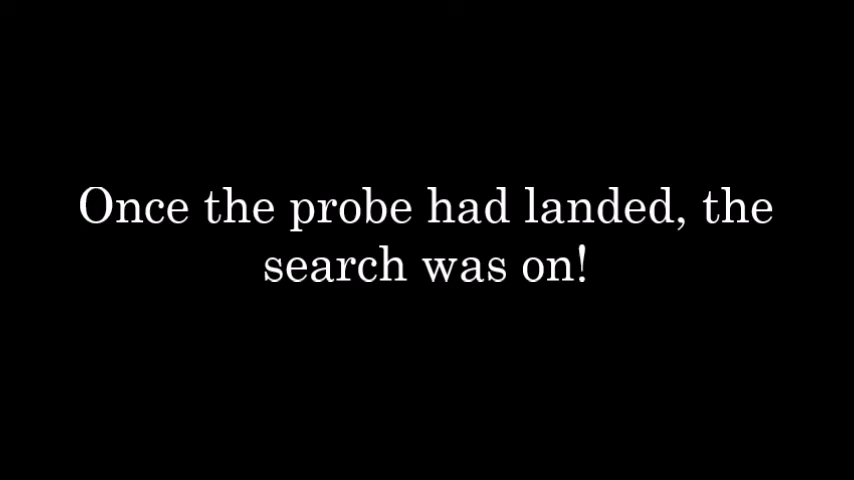 Once the probe had landed, the
search was on!